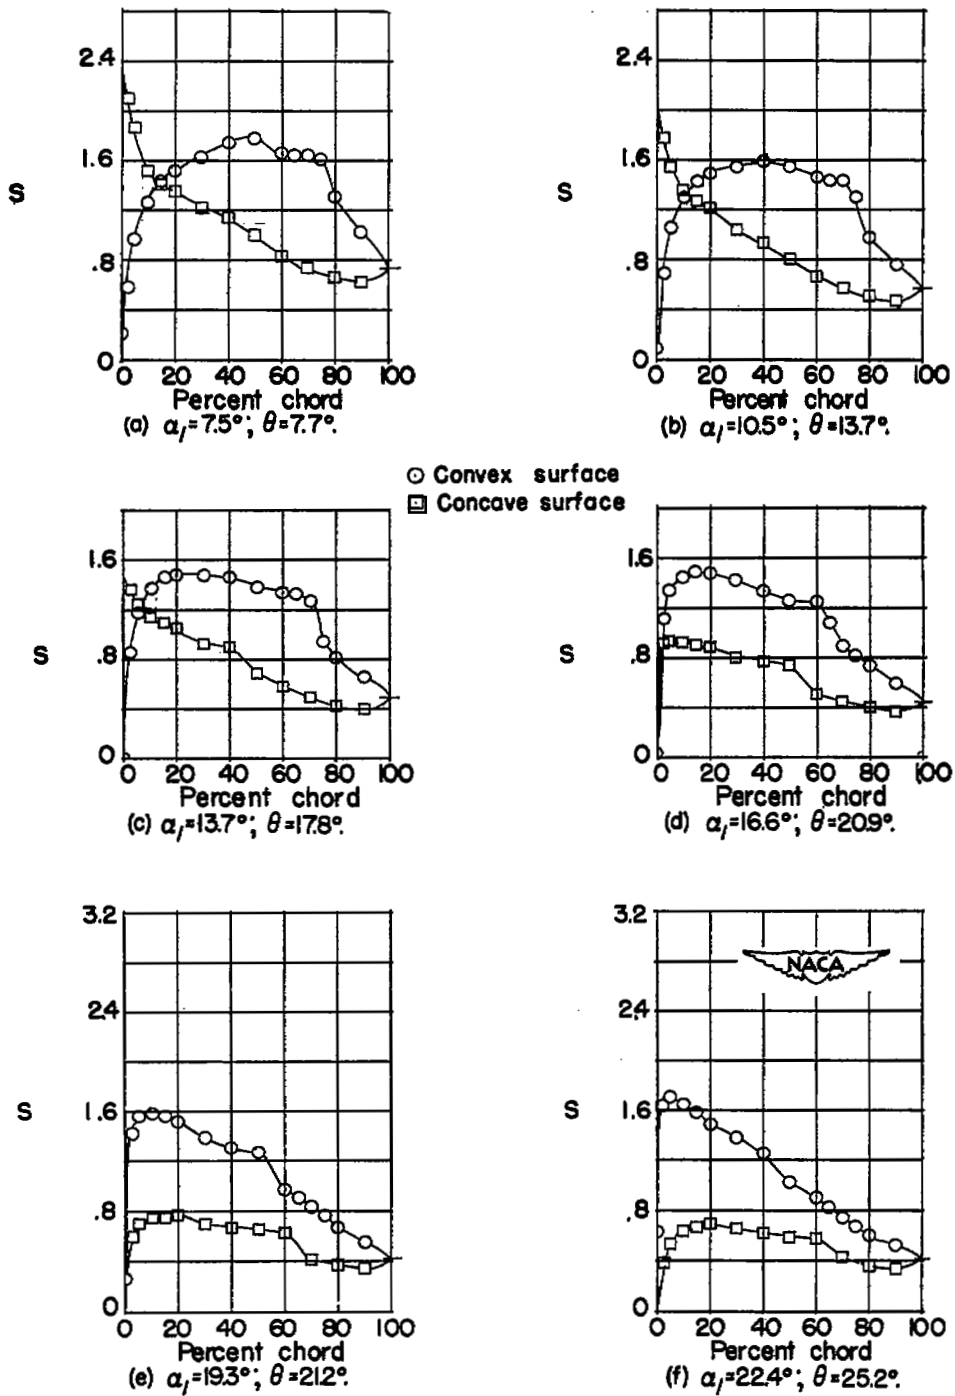 2.4
1.6
S
.8
0
0 20 40 60 80 100
Percent chord
(a) α₁=7.5°; θ=7.7°.
2.4
1.6
S
.8
0
0 20 40 60 80 100
Percent chord
(b) α₁=10.5°; θ=13.7°.
Convex surface
Concave surface
1.6
S
.8
0
0 20 40 60 80 100
Percent chord
(c) α₁=13.7°; θ=17.8°.
1.6
S
.8
0
0 20 40 60 80 100
Percent chord
(d) α₁=16.6°; θ=20.9°.
3.2
2.4
1.6
S
.8
0
0 20 40 60 80 100
Percent chord
(e) α₁=19.3°; θ=21.2°.
3.2
NACA
2.4
1.6
S
.8
0
0 20 40 60 80 100
Percent chord
(f) α₁=22.4°; θ=25.2°.